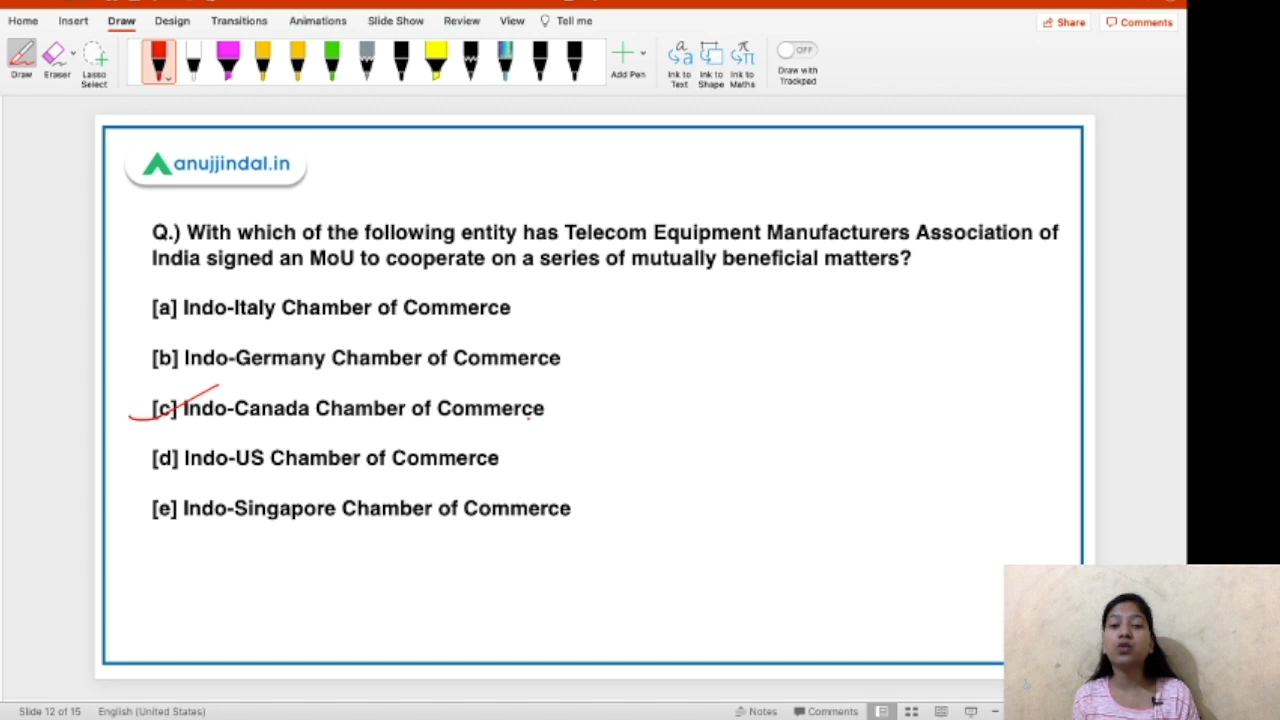 Home Insert Draw Design Transitions Animations Slide Show Review View Tell me Share Comments
Draw Eraser Lasso Select Add Pen Ink to Text Ink to Shape Ink to Maths OFF Draw with Trackpad
anujjindal.in
Q.) With which of the following entity has Telecom Equipment Manufacturers Association of
India signed an MoU to cooperate on a series of mutually beneficial matters?
[a] Indo-Italy Chamber of Commerce
[b] Indo-Germany Chamber of Commerce
[c] Indo-Canada Chamber of Commerce
[d] Indo-US Chamber of Commerce
[e] Indo-Singapore Chamber of Commerce
Slide 12 of 15 English (United States) Notes Comments